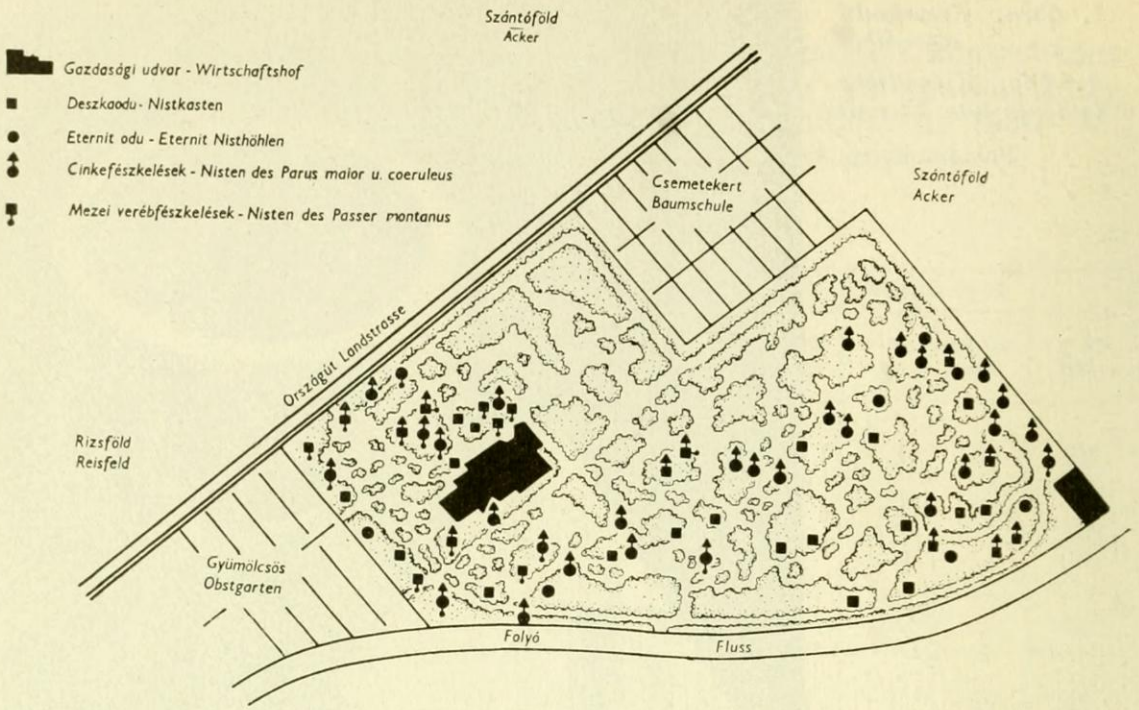 Szántóföld
Acker
Gazdasági udvar - Wirtschaftshof
Deszkaodu - Nistkasten
Eternit odu - Eternit Nisthöhlen
Cinkefészkelések - Nisten des Parus maior u. coeruleus
Mezei verébfészkelések - Nisten des Passer montanus
Csemetekert
Baumschule
Szántóföld
Acker
Országút Landstrasse
Rizsföld
Reisfeld
Gyümölcsös
Obstgarten
Folyó
Fluss